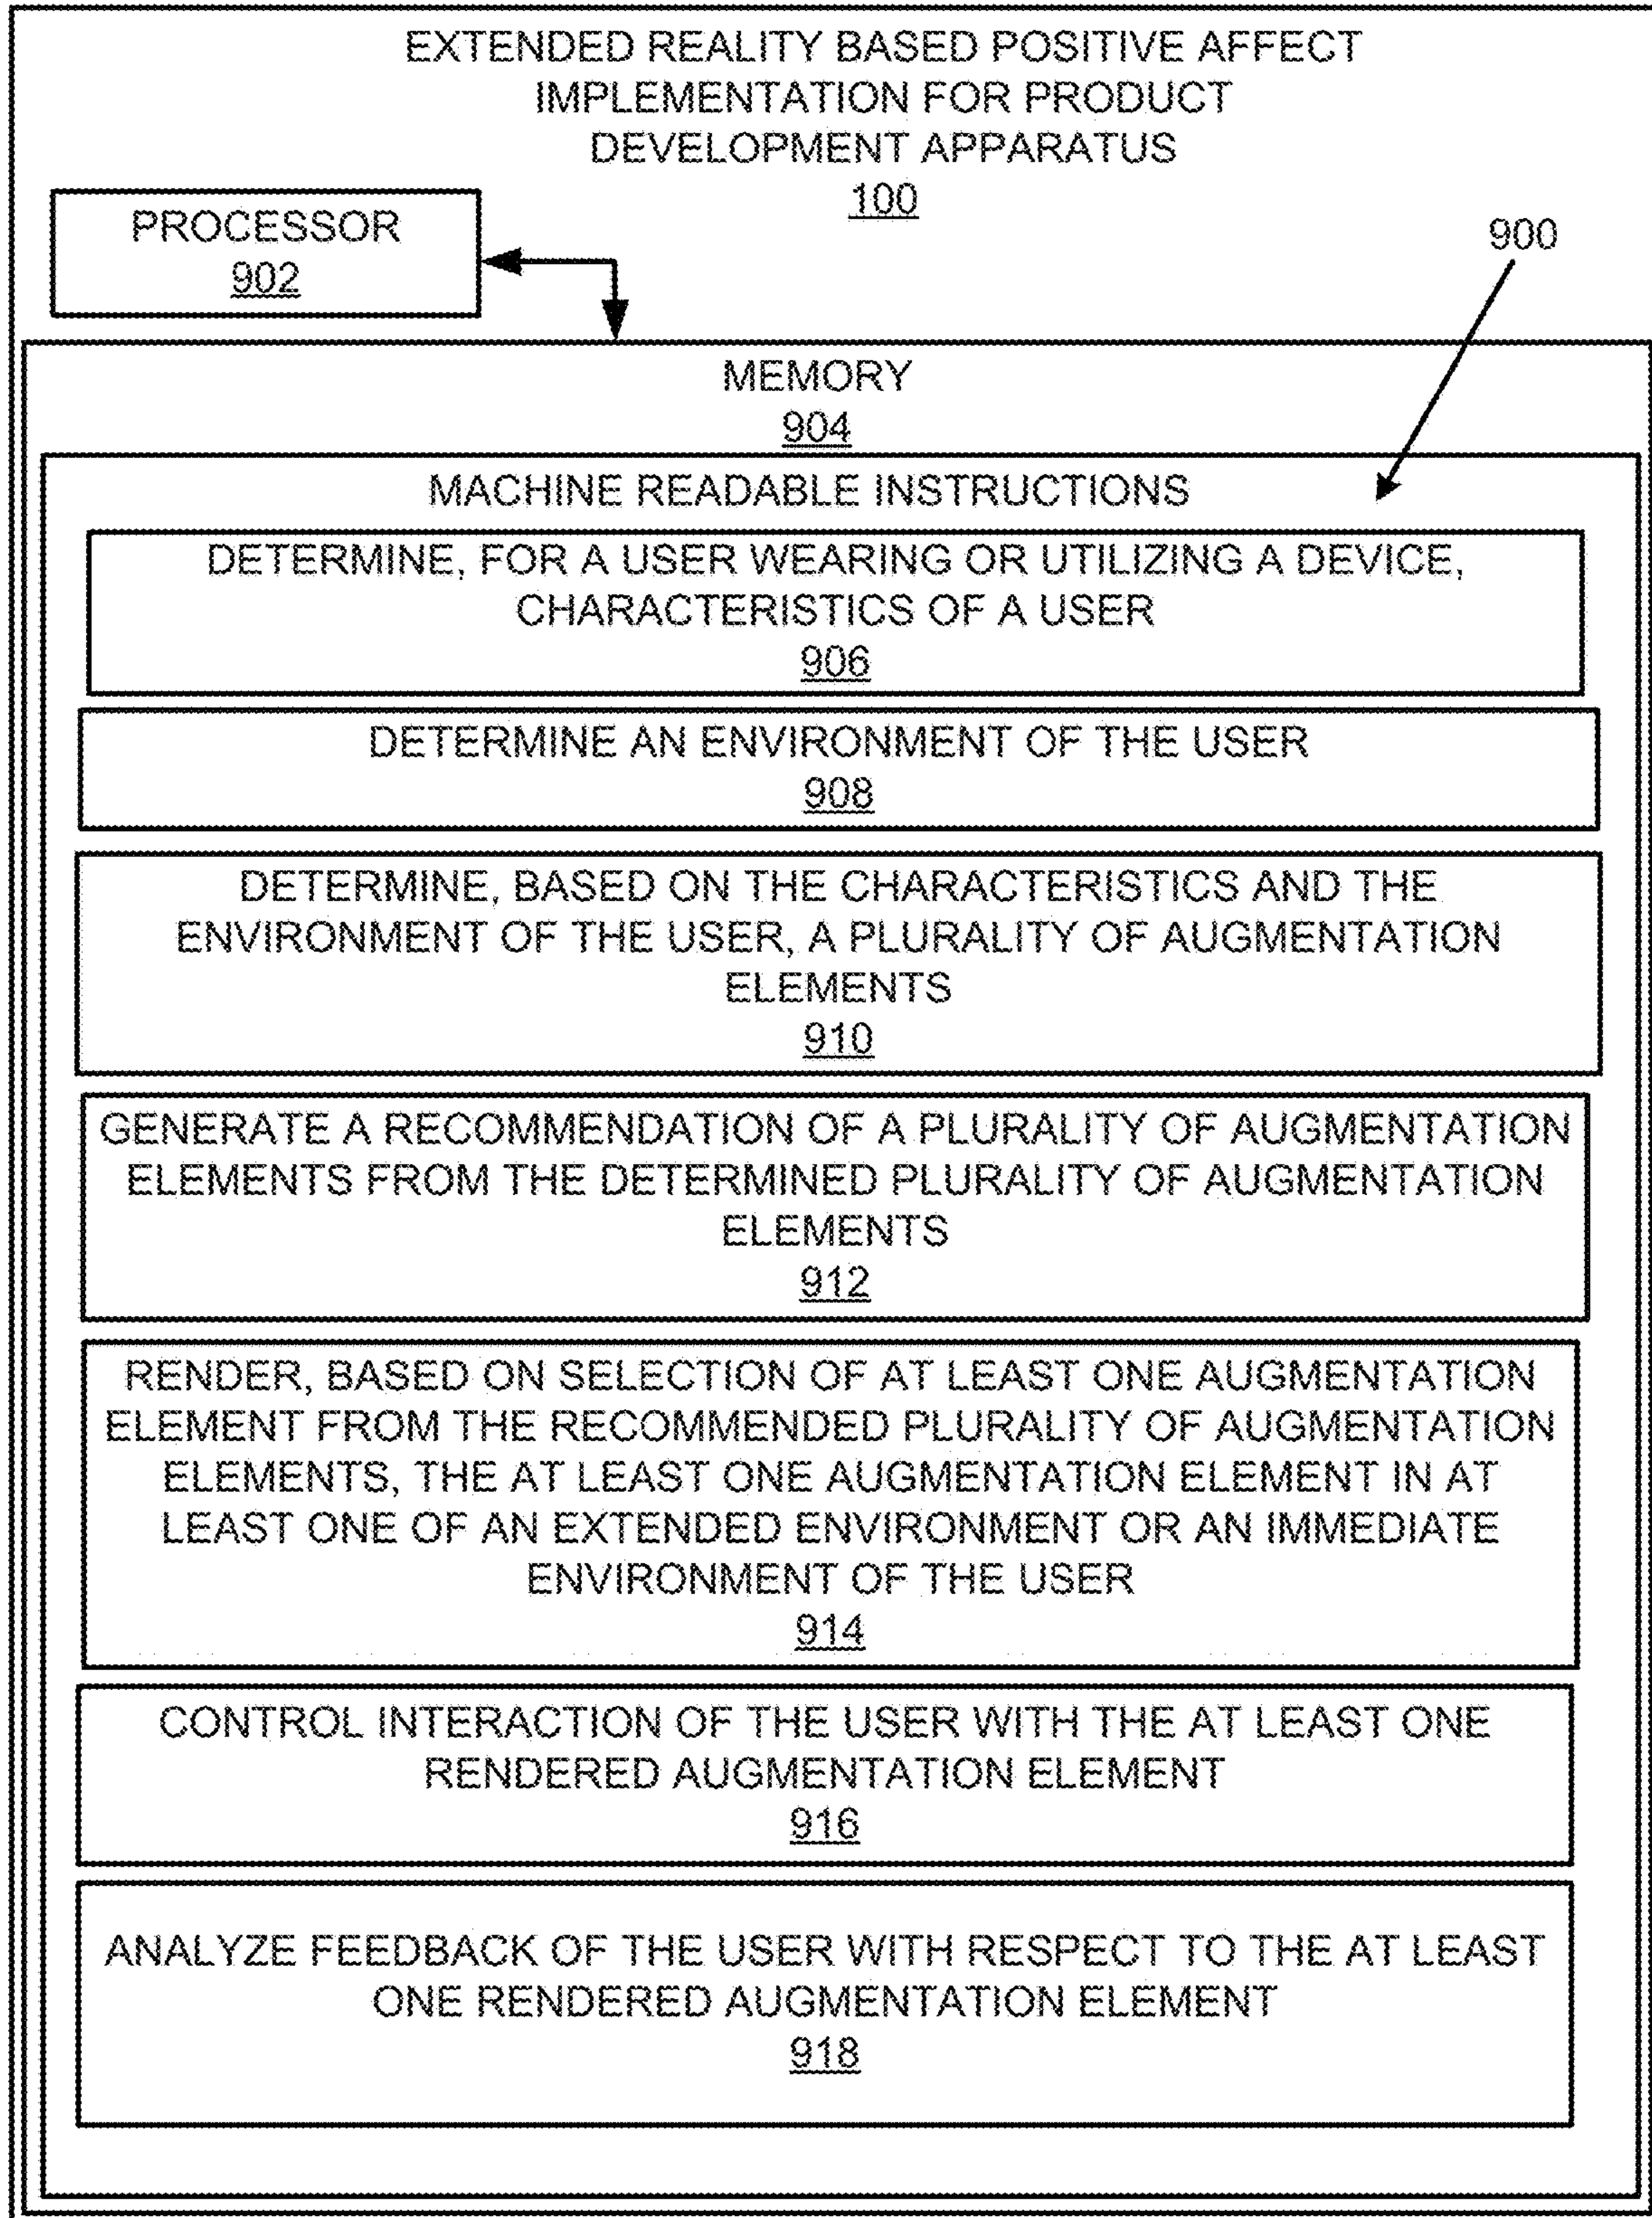 EXTENDED REALITY BASED POSITIVE AFFECT
IMPLEMENTATION FOR PRODUCT
DEVELOPMENT APPARATUS
100
PROCESSOR
902
900
MEMORY
904
MACHINE READABLE INSTRUCTIONS
DETERMINE, FOR A USER WEARING OR UTILIZING A DEVICE,
CHARACTERISTICS OF A USER
906
DETERMINE AN ENVIRONMENT OF THE USER
908
DETERMINE, BASED ON THE CHARACTERISTICS AND THE
ENVIRONMENT OF THE USER, A PLURALITY OF AUGMENTATION
ELEMENTS
910
GENERATE A RECOMMENDATION OF A PLURALITY OF AUGMENTATION
ELEMENTS FROM THE DETERMINED PLURALITY OF AUGMENTATION
ELEMENTS
912
RENDER, BASED ON SELECTION OF AT LEAST ONE AUGMENTATION
ELEMENT FROM THE RECOMMENDED PLURALITY OF AUGMENTATION
ELEMENTS, THE AT LEAST ONE AUGMENTATION ELEMENT IN AT
LEAST ONE OF AN EXTENDED ENVIRONMENT OR AN IMMEDIATE
ENVIRONMENT OF THE USER
914
CONTROL INTERACTION OF THE USER WITH THE AT LEAST ONE
RENDERED AUGMENTATION ELEMENT
916
ANALYZE FEEDBACK OF THE USER WITH RESPECT TO THE AT LEAST
ONE RENDERED AUGMENTATION ELEMENT
918